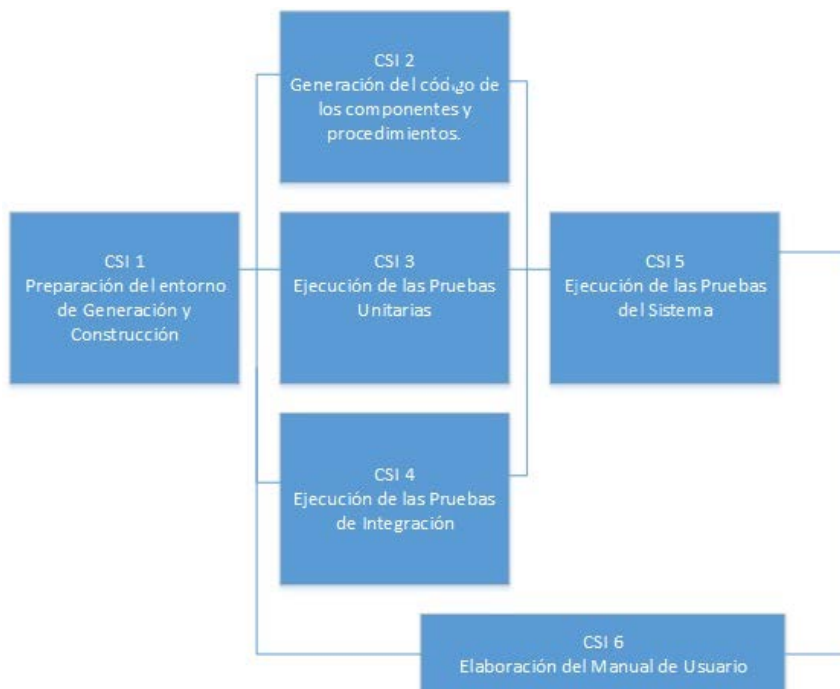 CSI 1
Preparación del entorno
de Generación y
Construcción
CSI 2
Generación del código de
los componentes y
procedimientos.
CSI 3
Ejecución de las Pruebas
Unitarias
CSI 4
Ejecución de las Pruebas
de Integración
CSI 5
Ejecución de las Pruebas
del Sistema
CSI 6
Elaboración del Manual de Usuario